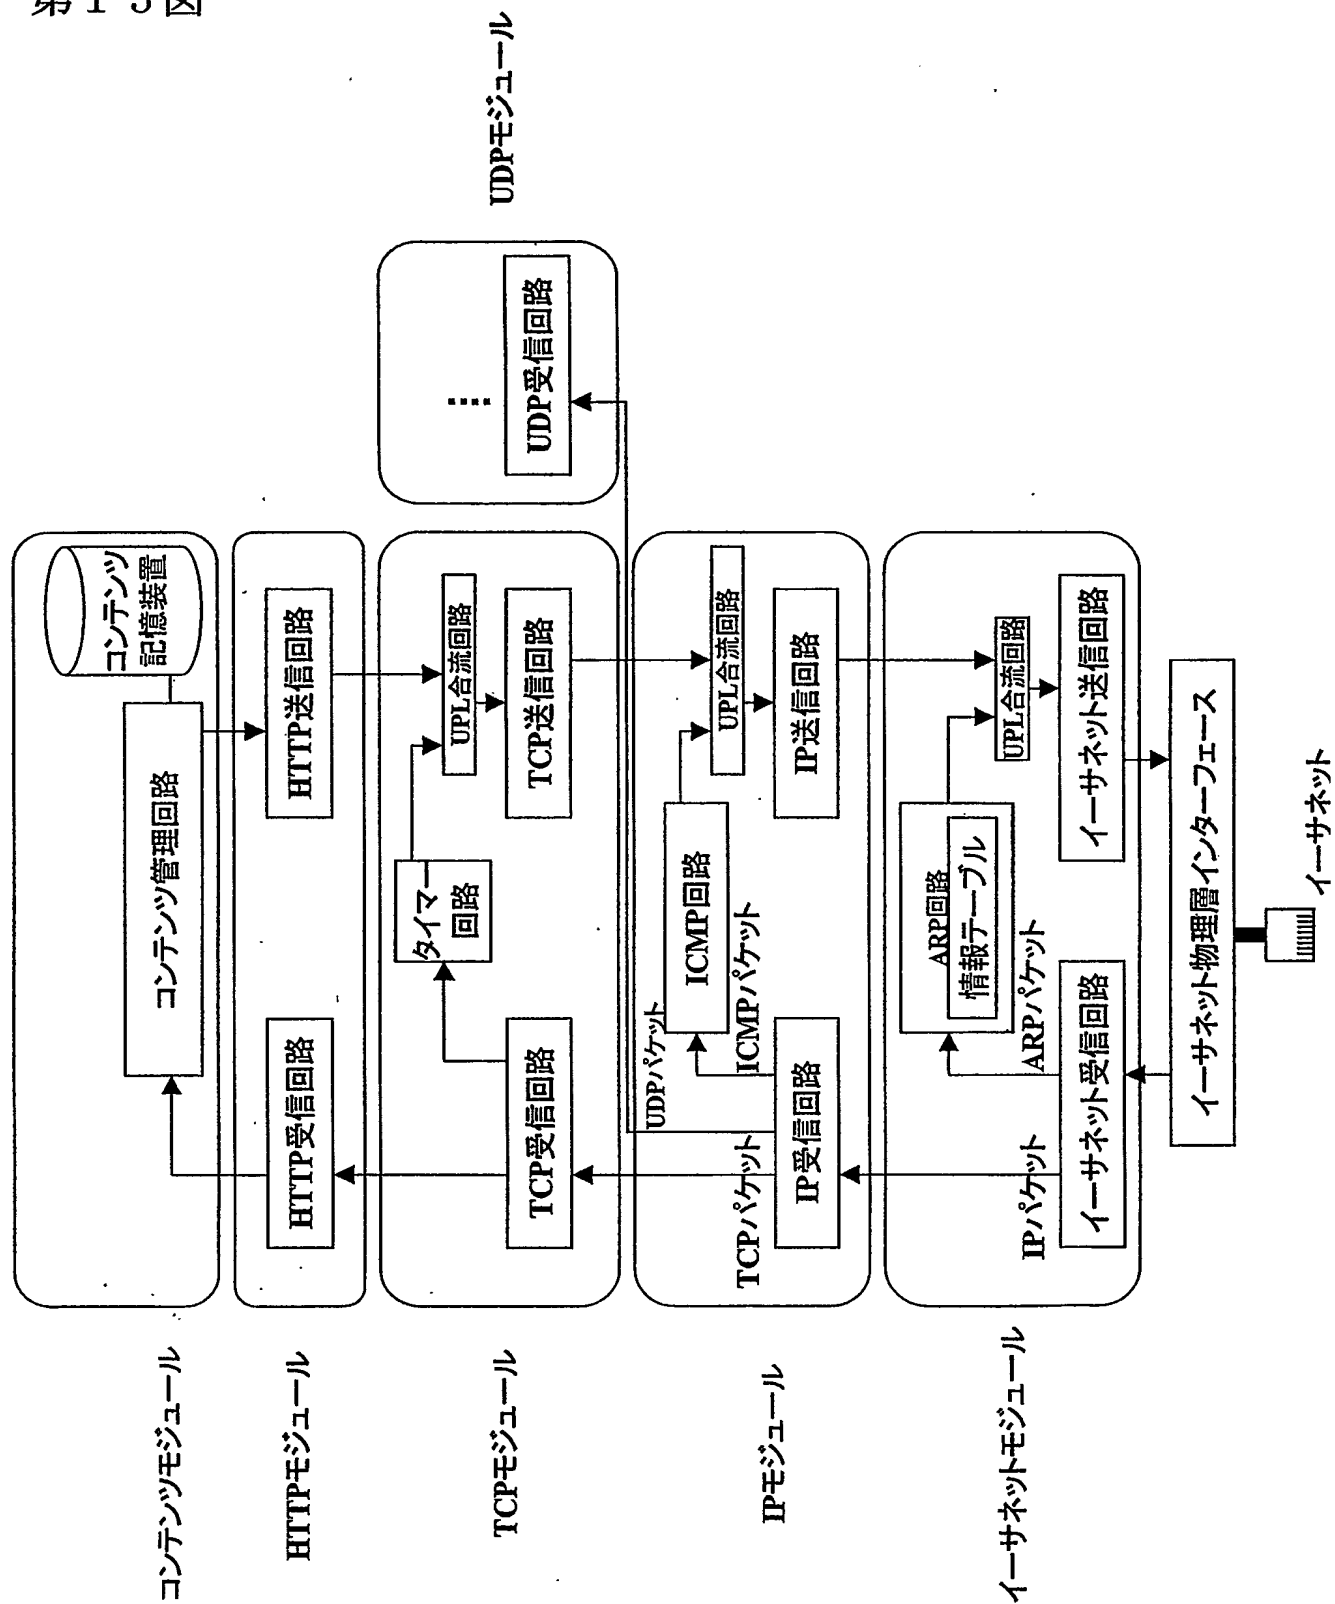 UDPモジュール
UDP受信回路
コンテンツモジュール
コンテンツ管理回路
コンテンツ
記憶装置
HTTPモジュール
HTTP受信回路
HTTP送信回路
TCPモジュール
TCP受信回路
タイマー
回路
UPL合流回路
TCP送信回路
IPモジュール
TCPパケット
UDPパケット
ICMPパケット
IP受信回路
ICMP回路
UPL合流回路
IP送信回路
イーサネットモジュール
IPパケット
ARPパケット
イーサネット受信回路
ARP回路
情報テーブル
UPL合流回路
イーサネット送信回路
イーサネット物理層インターフェース
イーサネット